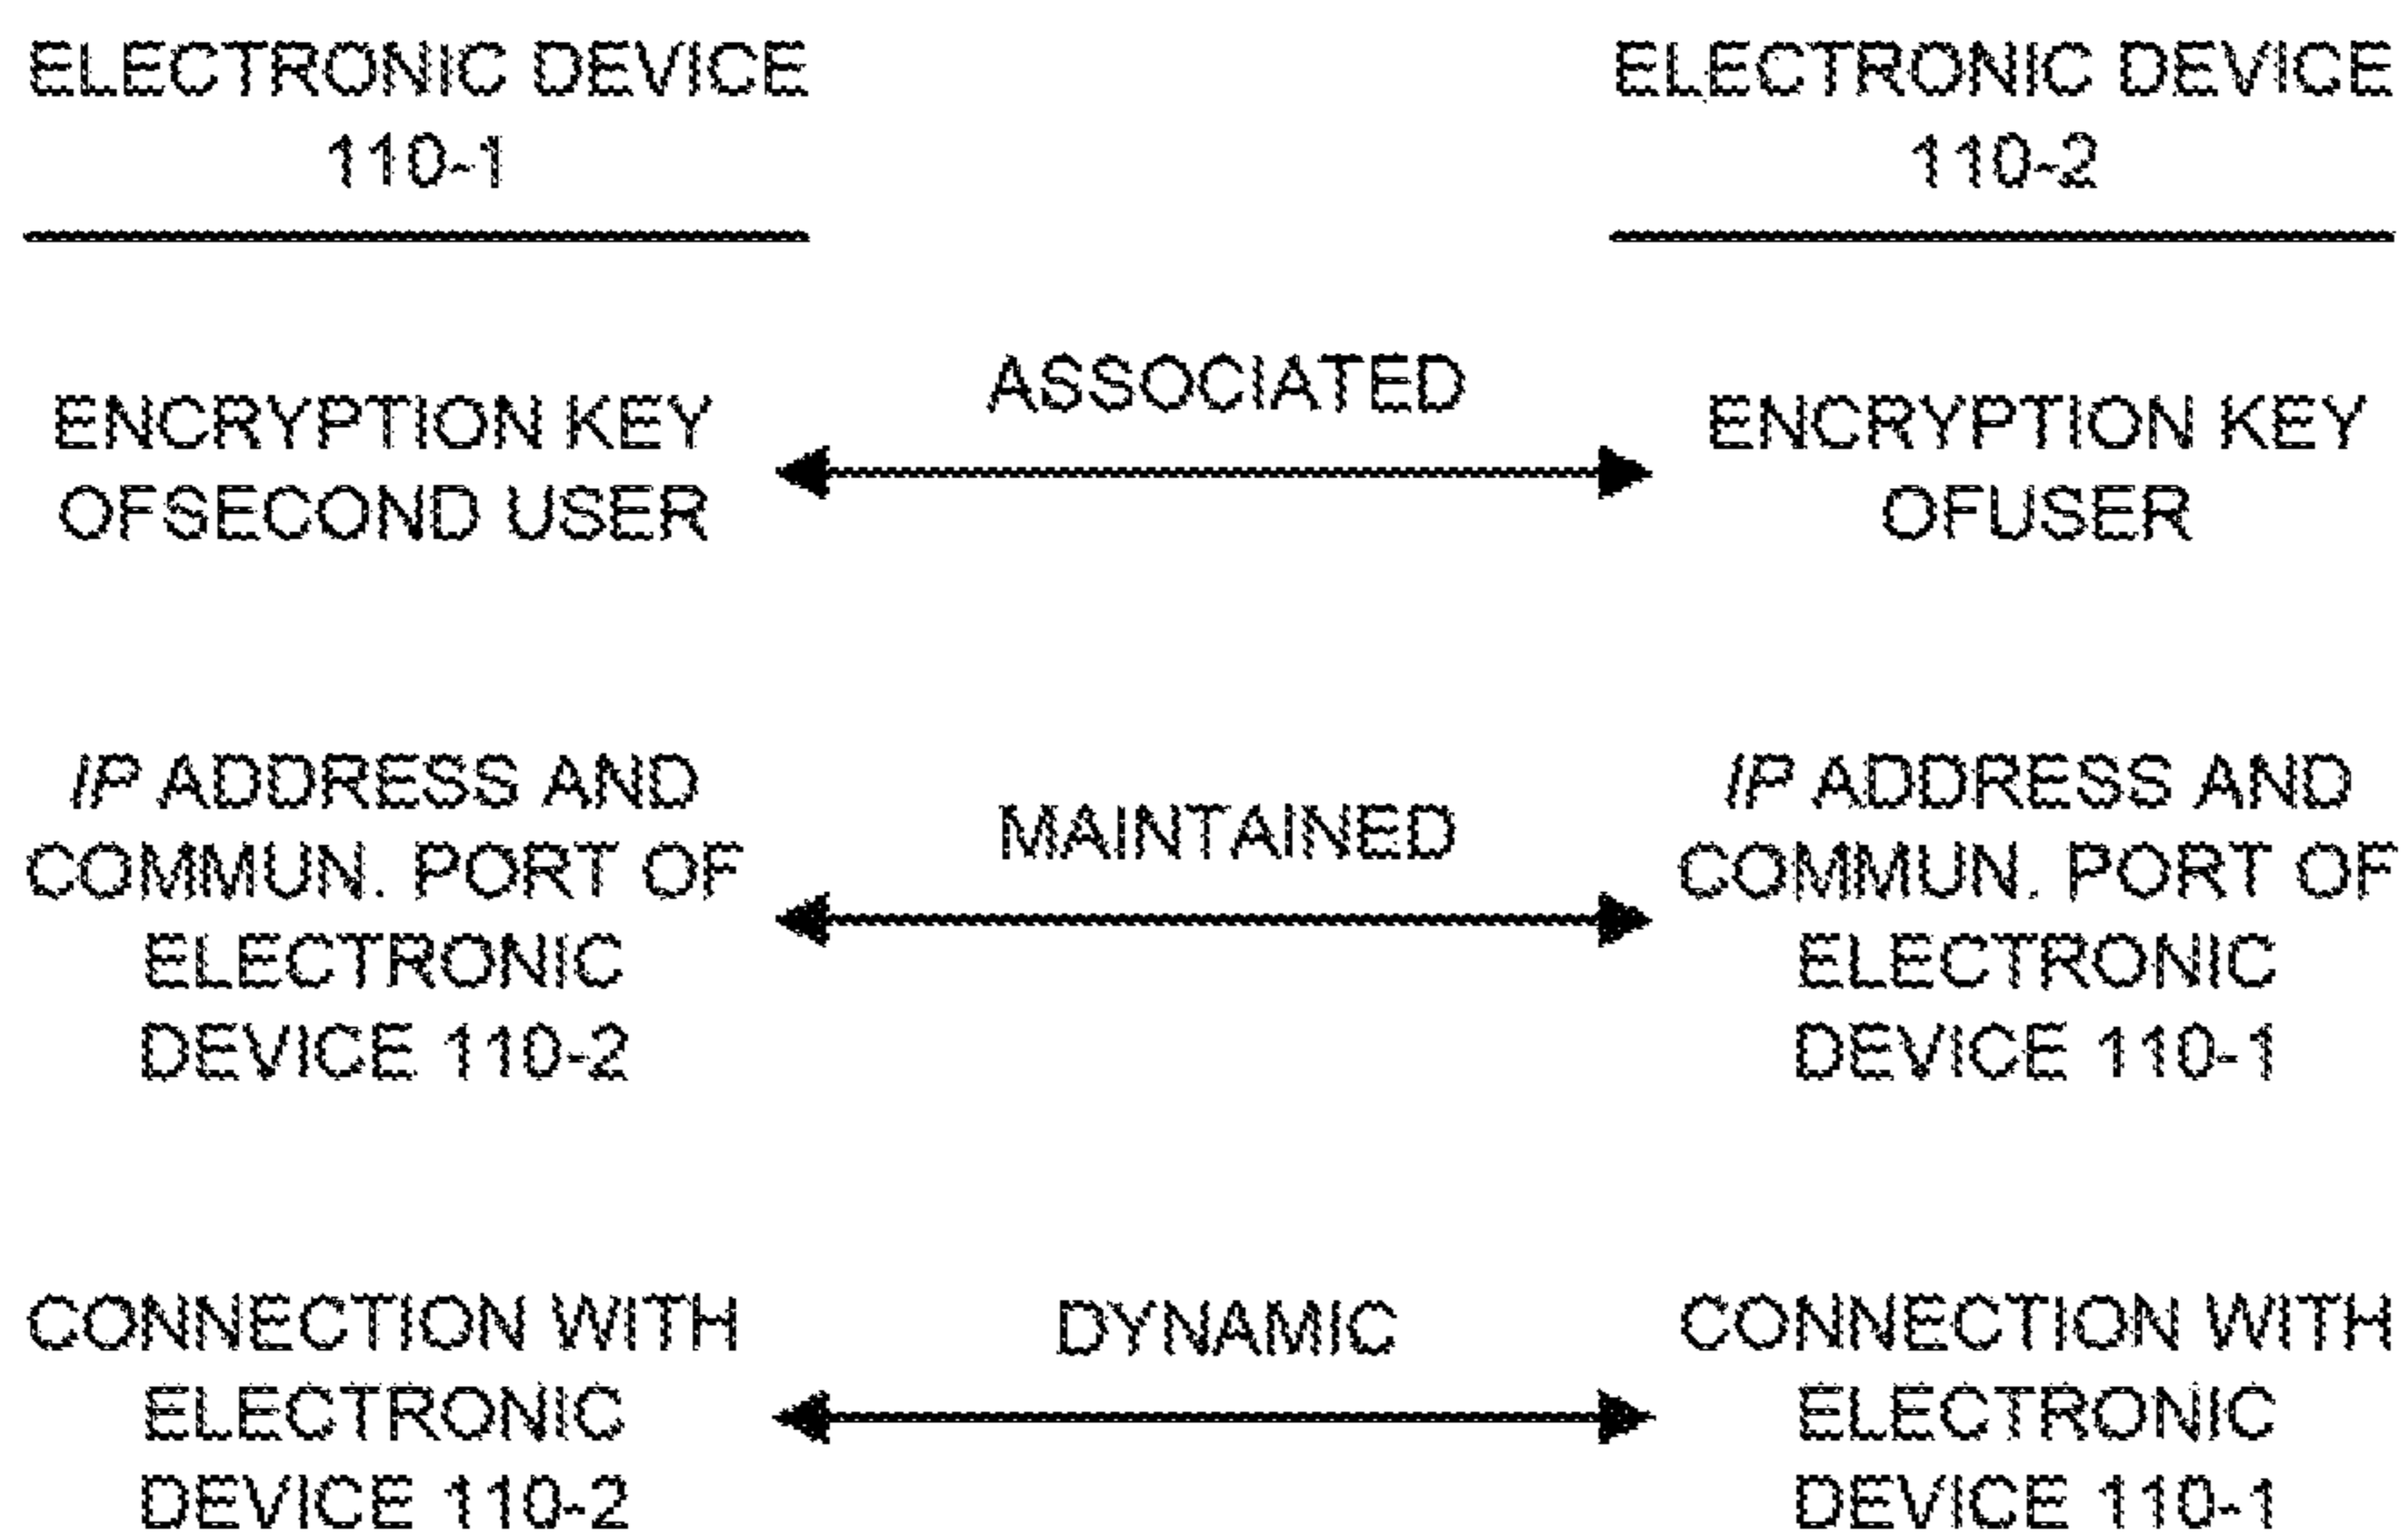 ELECTRONIC DEVICE
110-1
ELECTRONIC DEVICE
110-2
ENCRYPTION KEY
OFSECOND USER
ASSOCIATED
ENCRYPTION KEY
OFUSER
IP ADDRESS AND
COMMUN. PORT OF
ELECTRONIC
DEVICE 110-2
MAINTAINED
IP ADDRESS AND
COMMUN. PORT OF
ELECTRONIC
DEVICE 110-1
CONNECTION WITH
ELECTRONIC
DEVICE 110-2
DYNAMIC
CONNECTION WITH
ELECTRONIC
DEVICE 110-1